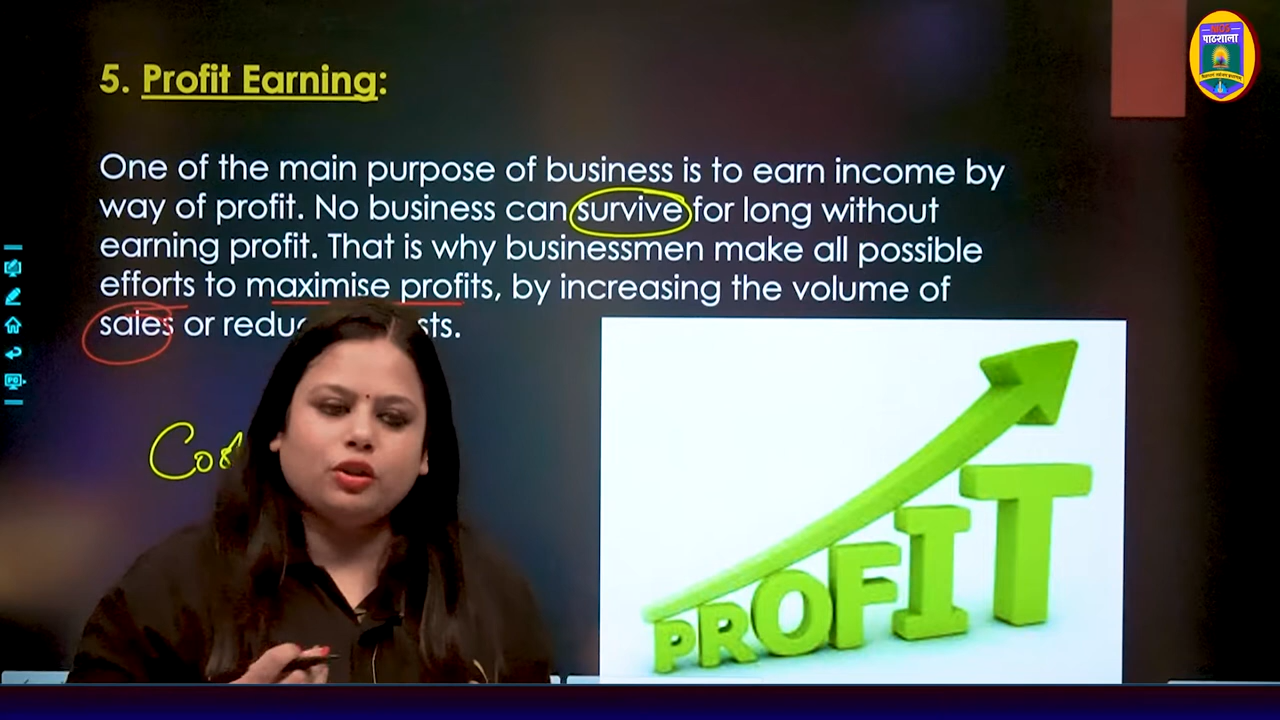 5. Profit Earning:
One of the main purpose of business is to earn income by
way of profit. No business can survive for long without
earning profit. That is why businessmen make all possible
efforts to maximise profits, by increasing the volume of
sales or reduc sts.
Cos
PROFIT
पाठशाला